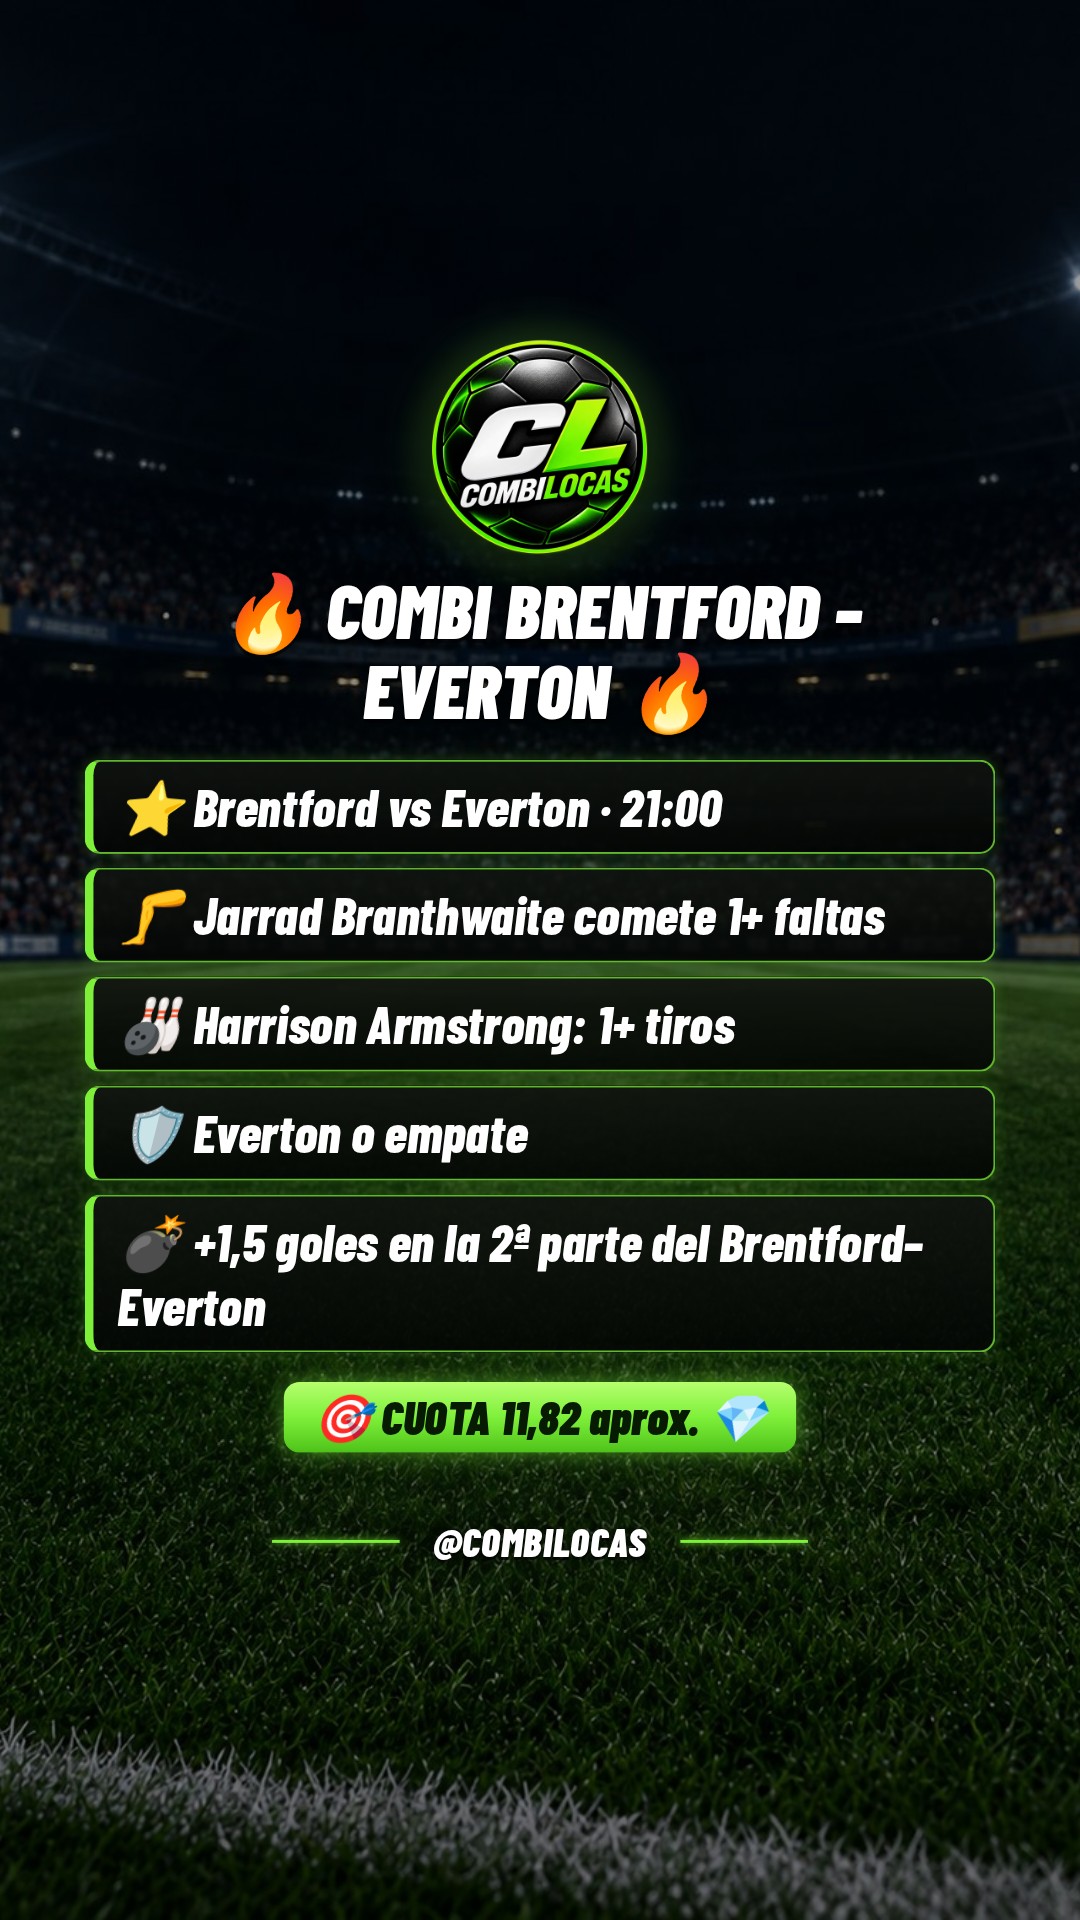 CL
COMBILOCAS
🔥 COMBI BRENTFORD -
EVERTON 🔥
⭐ Brentford vs Everton · 21:00
🦵 Jarrad Branthwaite comete 1+ faltas
🎳 Harrison Armstrong: 1+ tiros
🛡️ Everton o empate
💣 +1,5 goles en la 2ª parte del Brentford-
Everton
🎯 CUOTA 11,82 aprox. 💎
@COMBILOCAS